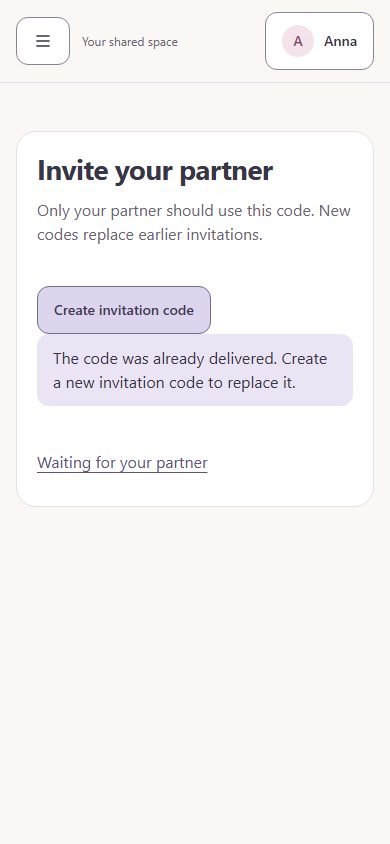 Your shared space
A
Anna
Invite your partner
Only your partner should use this code. New
codes replace earlier invitations.
Create invitation code
The code was already delivered. Create
a new invitation code to replace it.
Waiting for your partner